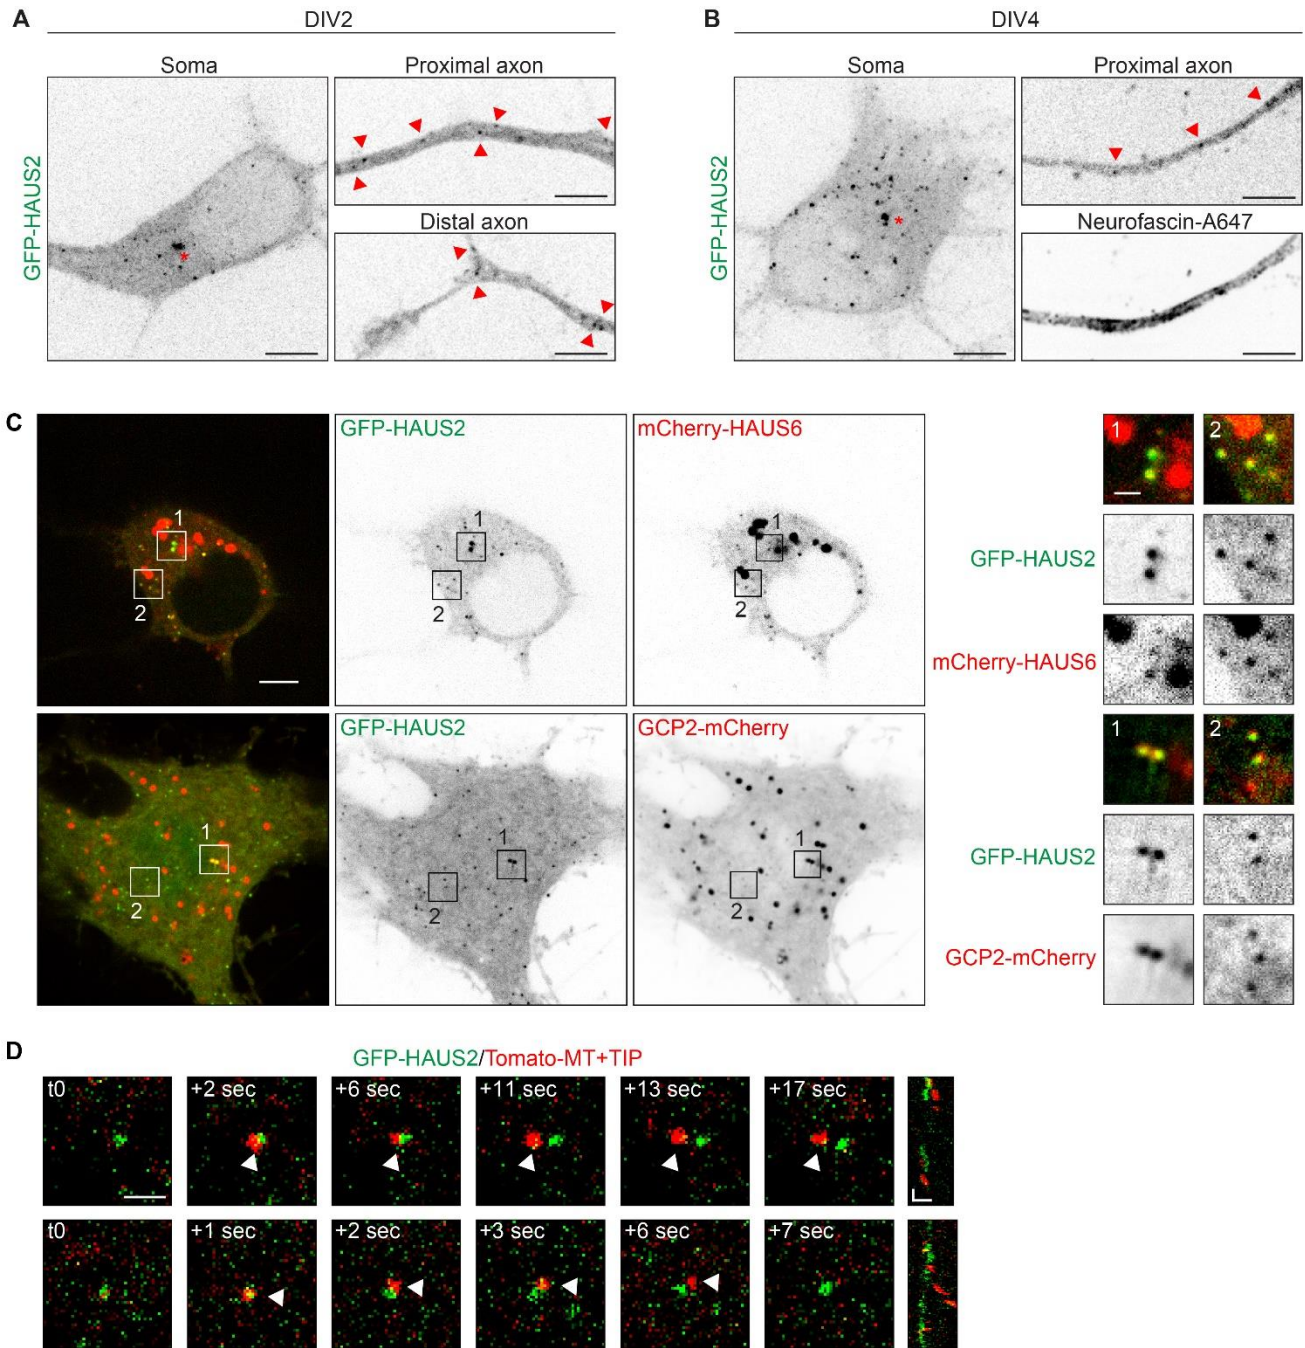 A
DIV2
Soma
Proximal axon
GFP-HAUS2
*
Distal axon
B
DIV4
Soma
Proximal axon
GFP-HAUS2
*
Neurofascin-A647
C
GFP-HAUS2
mCherry-HAUS6
1
2
1
2
1
2
1
2
GFP-HAUS2
mCherry-HAUS6
GFP-HAUS2
GCP2-mCherry
1
2
1
2
1
2
1
2
GFP-HAUS2
GCP2-mCherry
D
GFP-HAUS2/Tomato-MT+TIP
t0
+2 sec
+6 sec
+11 sec
+13 sec
+17 sec
t0
+1 sec
+2 sec
+3 sec
+6 sec
+7 sec